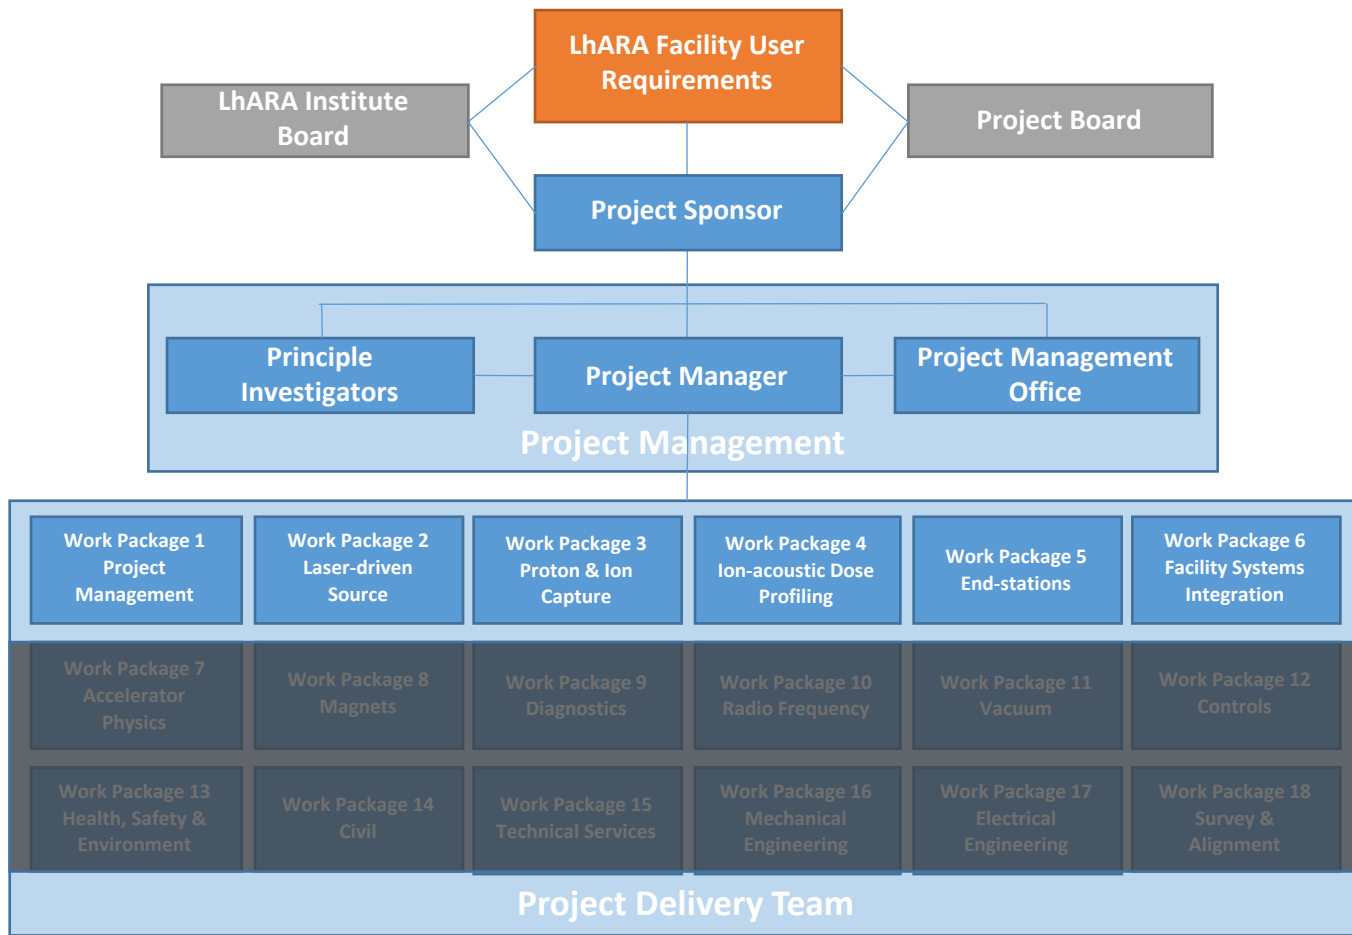 LhARA Facility User
Requirements
LhARA Institute
Board
Project Board
Project Sponsor
Principle
Investigators
Project Manager
Project Management
Office
Project Management
Work Package 1
Project
Management
Work Package 2
Laser-driven
Source
Work Package 3
Proton & Ion
Capture
Work Package 4
Ion-acoustic Dose
Profiling
Work Package 5
End-stations
Work Package 6
Facility Systems
Integration
Work Package 7
Accelerator
Physics
Work Package 8
Magnets
Work Package 9
Diagnostics
Work Package 10
Radio Frequency
Work Package 11
Vacuum
Work Package 12
Controls
Work Package 13
Health, Safety &
Environment
Work Package 14
Civil
Work Package 15
Technical Services
Work Package 16
Mechanical
Engineering
Work Package 17
Electrical
Engineering
Work Package 18
Survey &
Alignment
Project Delivery Team